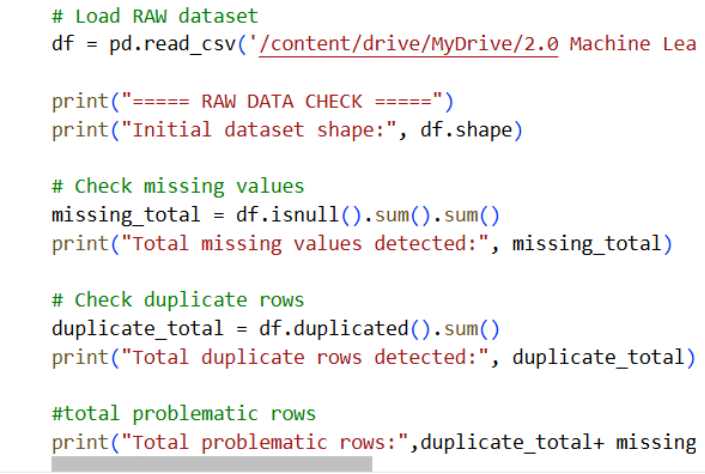 # Load RAW dataset
df = pd.read_csv('/content/drive/MyDrive/2.0 Machine Lea
print("===== RAW DATA CHECK =====")
print("Initial dataset shape:", df.shape)
# Check missing values
missing_total = df.isnull().sum().sum()
print("Total missing values detected:", missing_total)
# Check duplicate rows
duplicate_total = df.duplicated().sum()
print("Total duplicate rows detected:", duplicate_total)
#total problematic rows
print("Total problematic rows:",duplicate_total+ missing